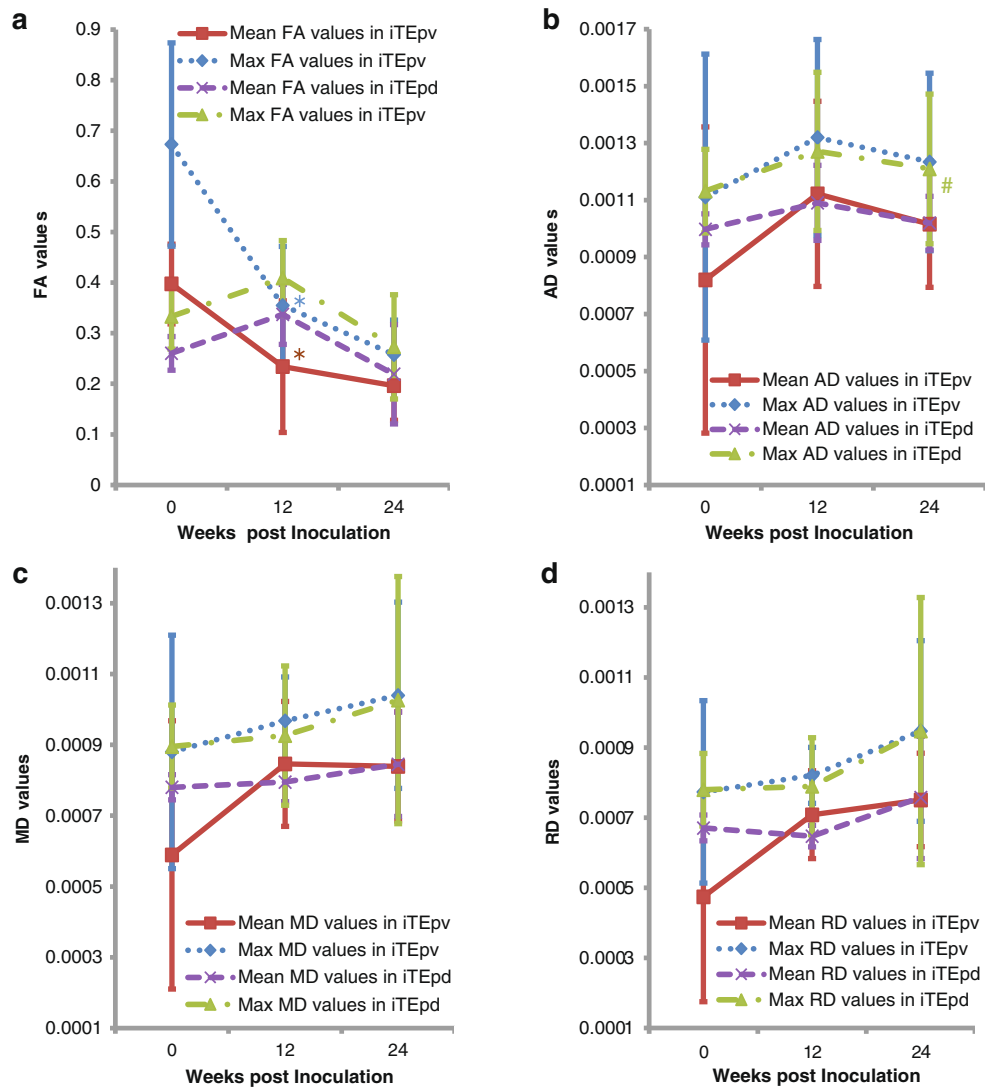 a
0.9
0.8
0.7
0.6
0.5
0.4
0.3
0.2
0.1
0
FA values
Mean FA values in iTEpv
Max FA values in iTEpv
Mean FA values in iTEpd
Max FA values in iTEpv
*
*
0 12 24
Weeks post Inoculation
b
0.0017
0.0015
0.0013
0.0011
0.0009
0.0007
0.0005
0.0003
0.0001
AD values
#
Mean AD values in iTEpv
Max AD values in iTEpv
Mean AD values in iTEpd
Max AD values in iTEpd
0 12 24
Weeks post Inoculation
c
0.0013
0.0011
0.0009
0.0007
0.0005
0.0003
0.0001
MD values
Mean MD values in iTEpv
Max MD values in iTEpv
Mean MD values in iTEpd
Max MD values in iTEpd
0 12 24
Weeks post Inoculation
d
0.0013
0.0011
0.0009
0.0007
0.0005
0.0003
0.0001
RD values
Mean RD values in iTEpv
Max RD values in iTEpv
Mean RD values in iTEpd
Max RD values in iTEpd
0 12 24
Weeks post Inoculation